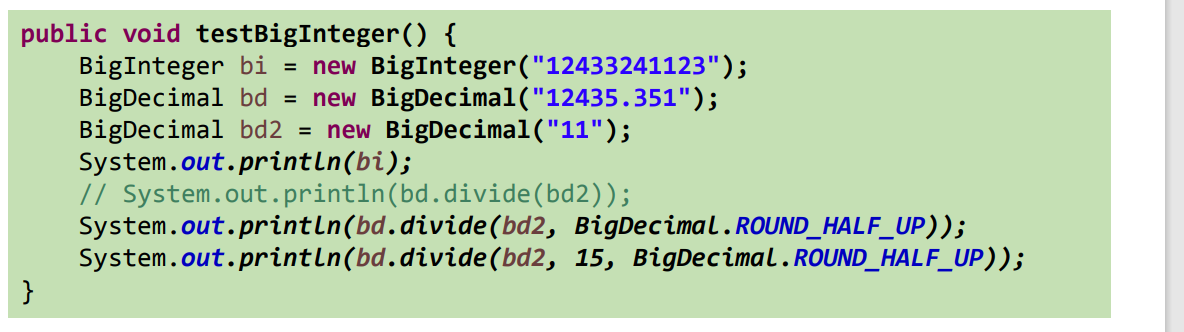 public void testBigInteger() {
    BigInteger bi = new BigInteger("12433241123");
    BigDecimal bd = new BigDecimal("12435.351");
    BigDecimal bd2 = new BigDecimal("11");
    System.out.println(bi);
    // System.out.println(bd.divide(bd2));
    System.out.println(bd.divide(bd2, BigDecimal.ROUND_HALF_UP));
    System.out.println(bd.divide(bd2, 15, BigDecimal.ROUND_HALF_UP));
}